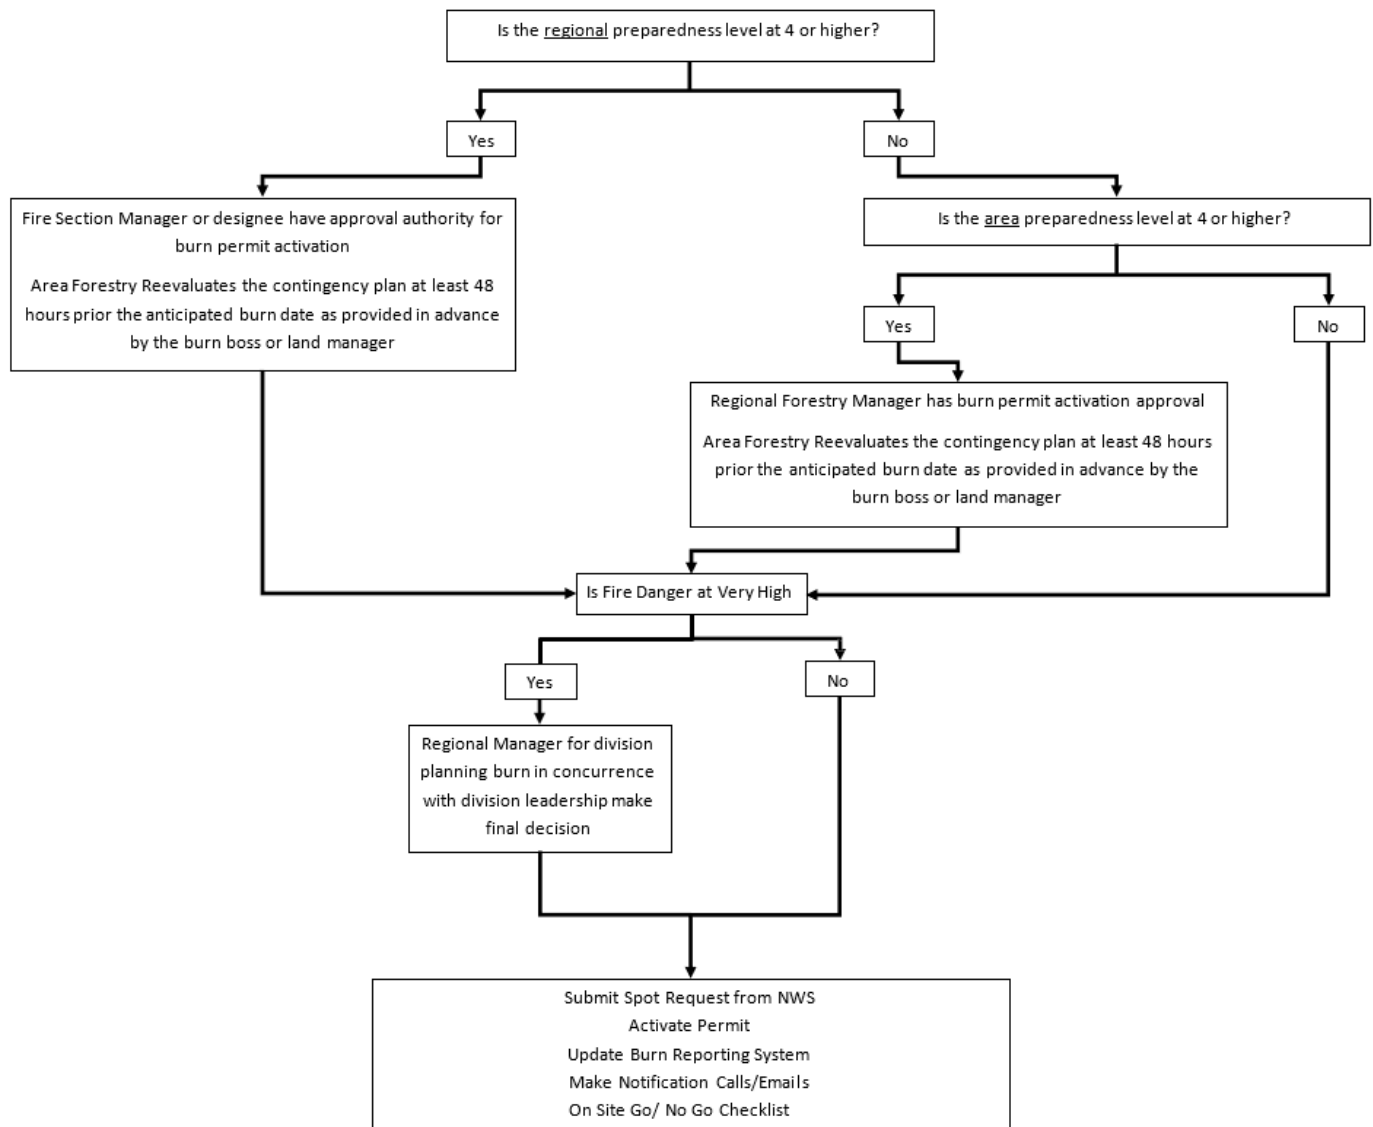 Is the regional preparedness level at 4 or higher?
Yes
No
Fire Section Manager or designee have approval authority for
burn permit activation
Area Forestry Reevaluates the contingency plan at least 48
hours prior the anticipated burn date as provided in advance
by the burn boss or land manager
Is the area preparedness level at 4 or higher?
Yes
No
Regional Forestry Manager has burn permit activation approval
Area Forestry Reevaluates the contingency plan at least 48 hours
prior the anticipated burn date as provided in advance by the
burn boss or land manager
Is Fire Danger at Very High
Yes
No
Regional Manager for division
planning burn in concurrence
with division leadership make
final decision
Submit Spot Request from NWS
Activate Permit
Update Burn Reporting System
Make Notification Calls/Emails
On Site Go/ No Go Checklist